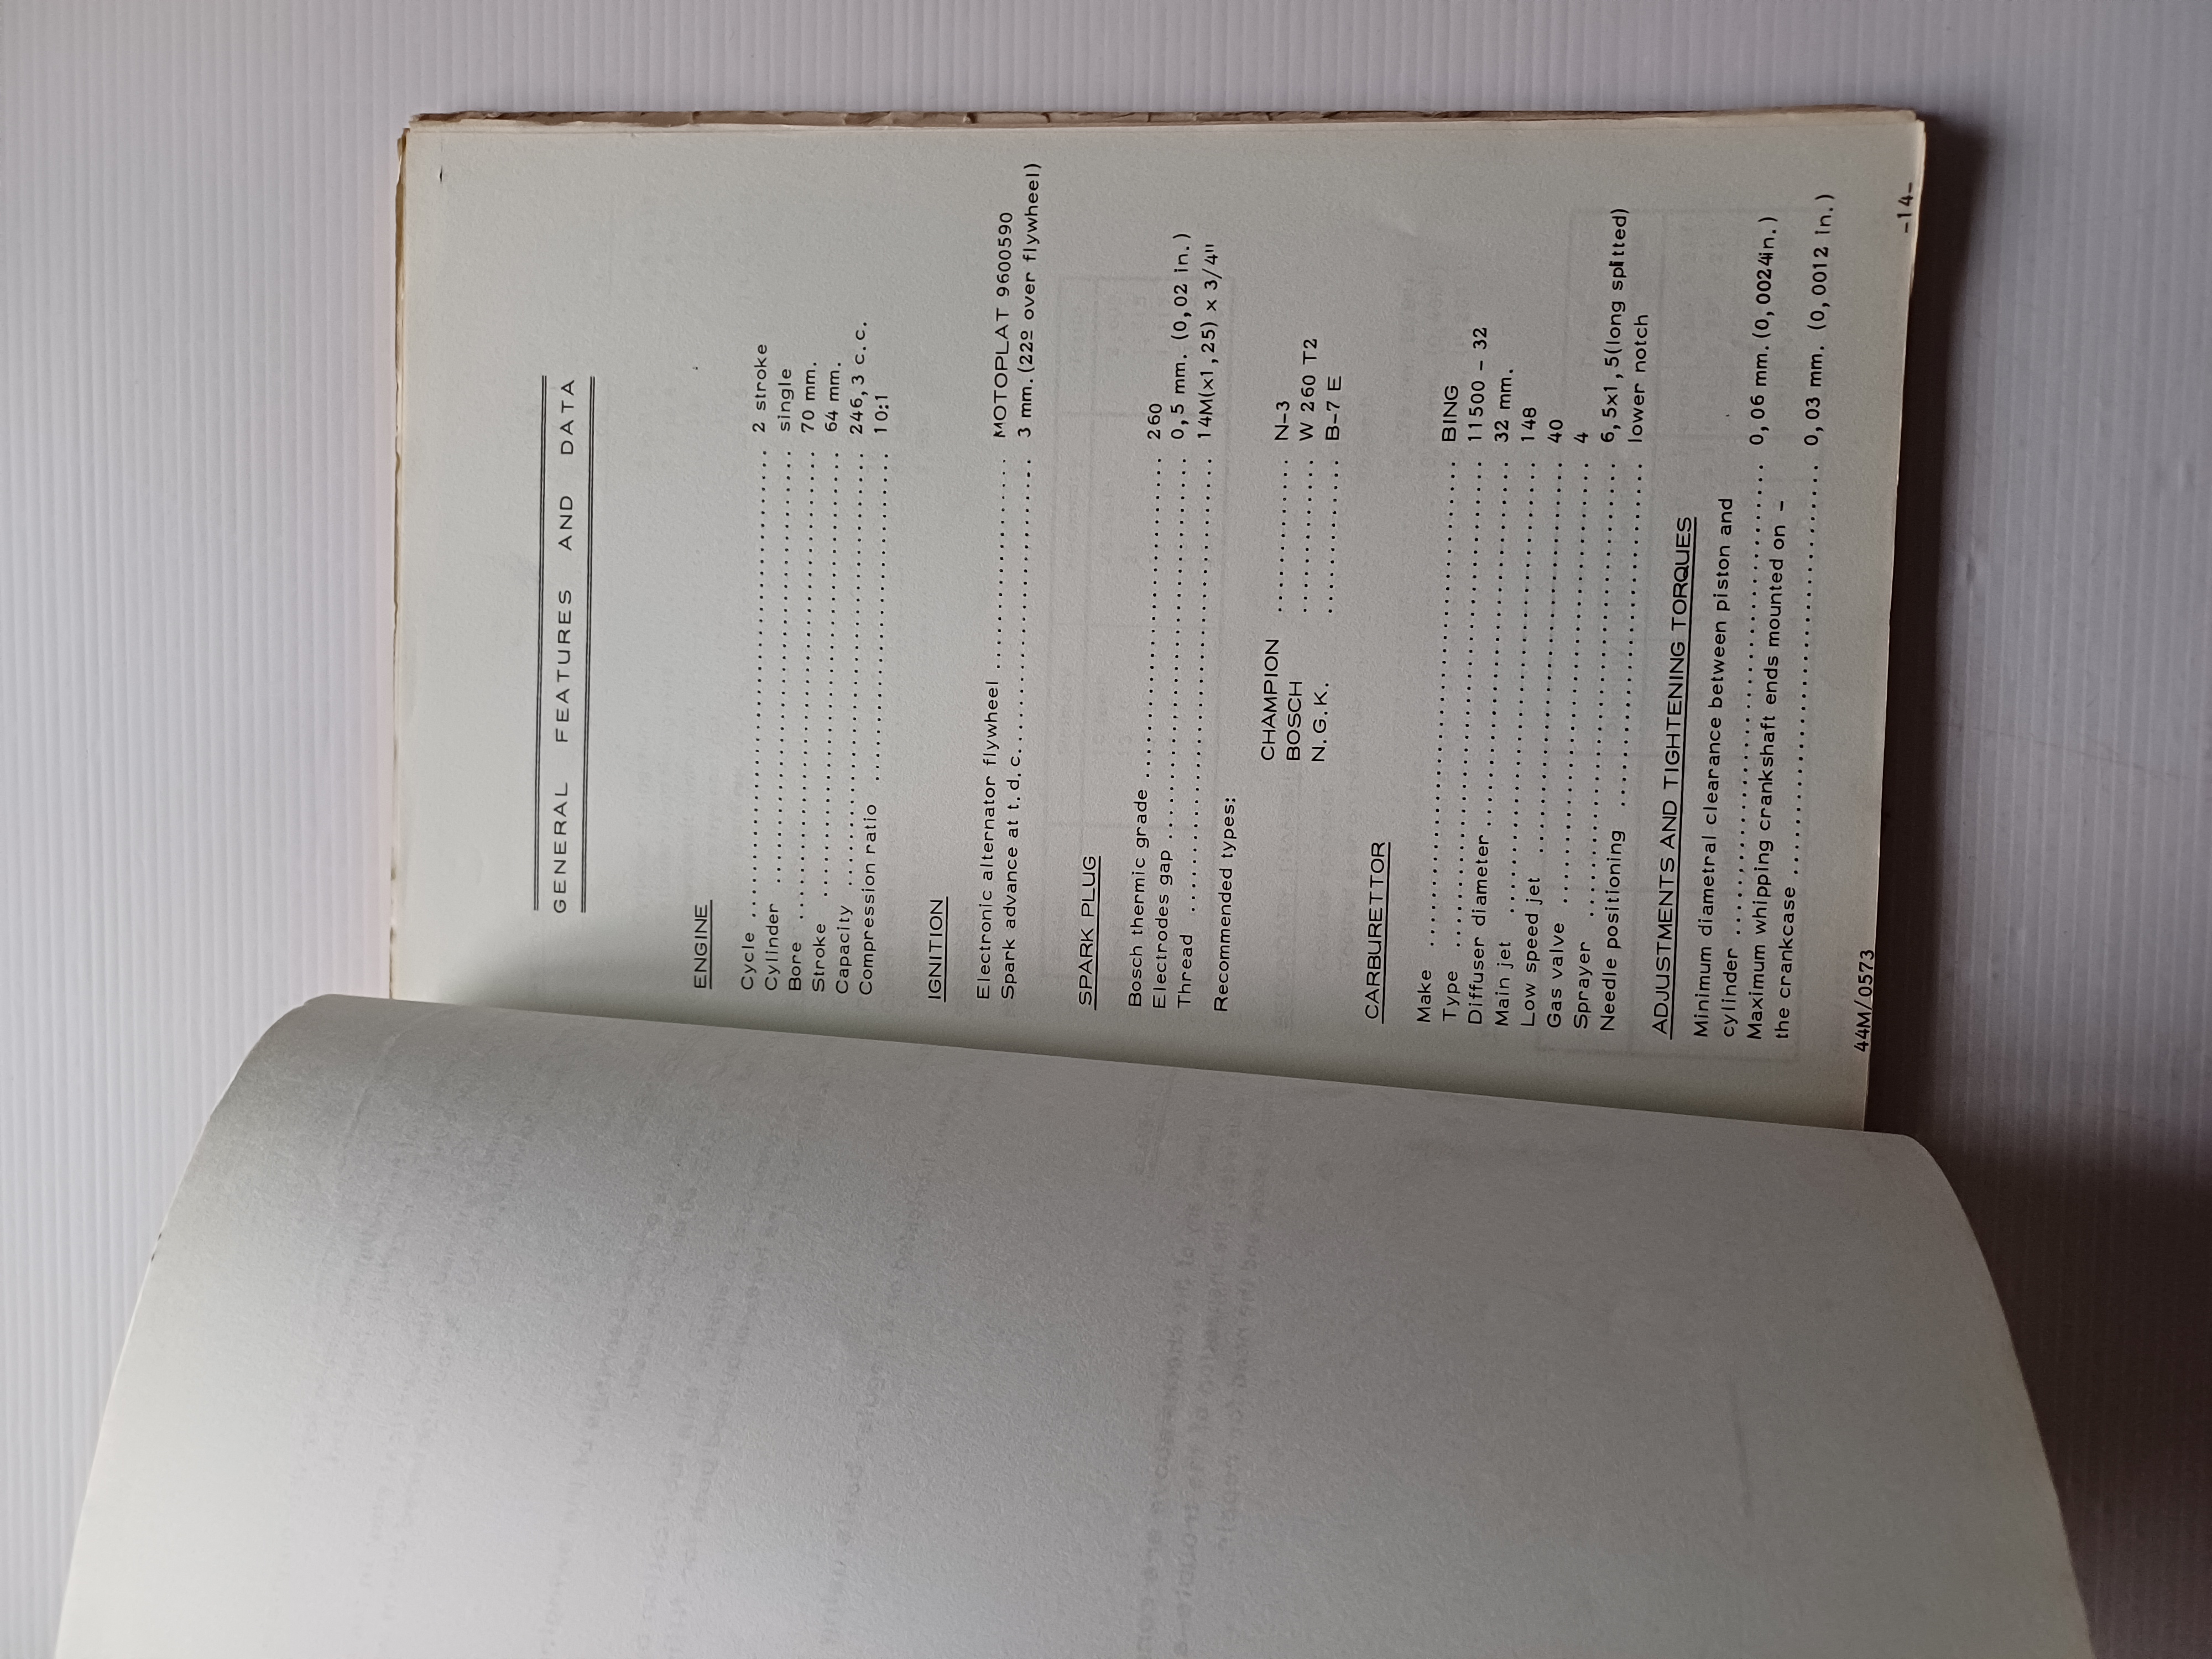 GENERAL FEATURES AND DATA
ENGINE
Cycle .......... 2 stroke
Cylinder .......... single
Bore .......... 70 mm.
Stroke .......... 64 mm.
Capacity .......... 246,3 c.c.
Compression ratio .......... 10:1
IGNITION
Electronic alternator flywheel .......... MOTOPLAT 9600590
Spark advance at t.d.c. .......... 3 mm. (22º over flywheel)
SPARK PLUG
Bosch thermic grade .......... 260
Electrodes gap .......... 0,5 mm. (0,02 in.)
Thread .......... 14M(x1,25) x 3/4"
Recommended types:
CHAMPION .......... N-3
BOSCH .......... W 260 T2
N.G.K. .......... B-7 E
CARBURETTOR
Make .......... BING
Type .......... 11500 - 32
Diffuser diameter .......... 32 mm.
Main jet .......... 148
Low speed jet .......... 40
Gas valve .......... 4
Sprayer .......... 6,5x1,5(long splitted)
Needle positioning .......... lower notch
ADJUSTMENTS AND TIGHTENING TORQUES
Minimum diametral clearance between piston and
cylinder .......... 0,06 mm. (0,0024in.)
Maximum whipping crankshaft ends mounted on -
the crankcase .......... 0,03 mm. (0,0012 in.)
44M/0573
-14-